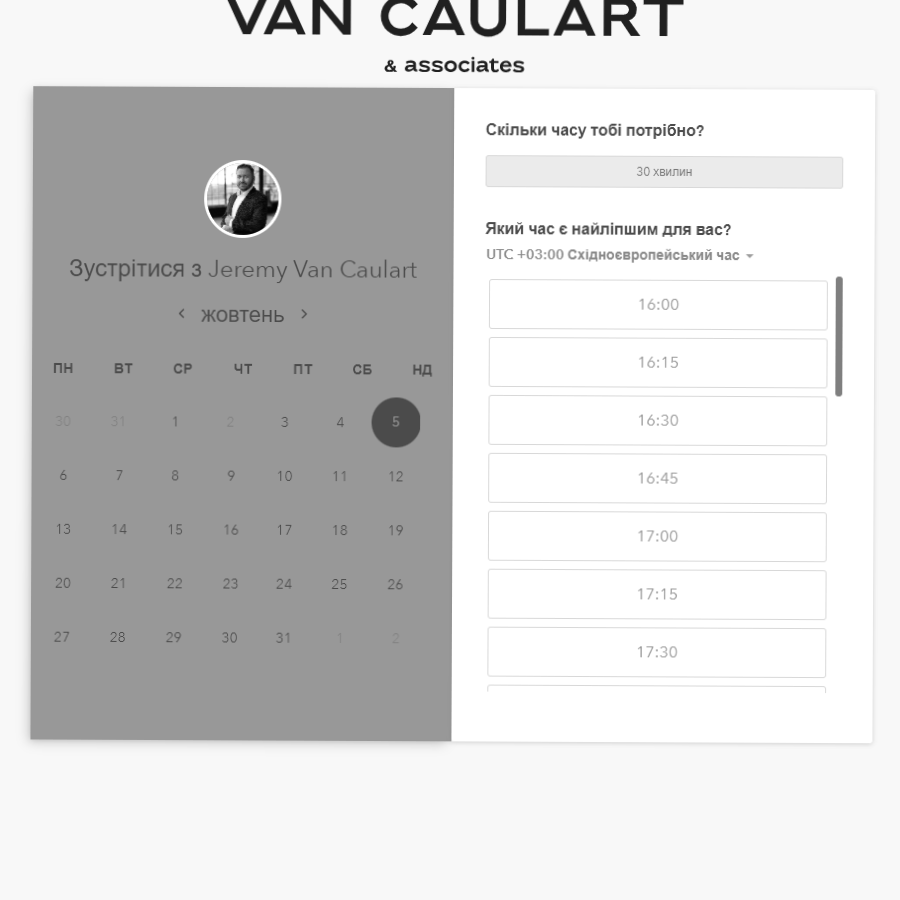 VAN CAULART
& associates
Зустрітися з Jeremy Van Caulart
жовтень
ПН ВТ СР ЧТ ПТ СБ НД
30 31 1 2 3 4 5
6 7 8 9 10 11 12
13 14 15 16 17 18 19
20 21 22 23 24 25 26
27 28 29 30 31 1 2
Скільки часу тобі потрібно?
30 хвилин
Який час є найліпшим для вас?
UTC +03:00 Східноєвропейський час
16:00
16:15
16:30
16:45
17:00
17:15
17:30